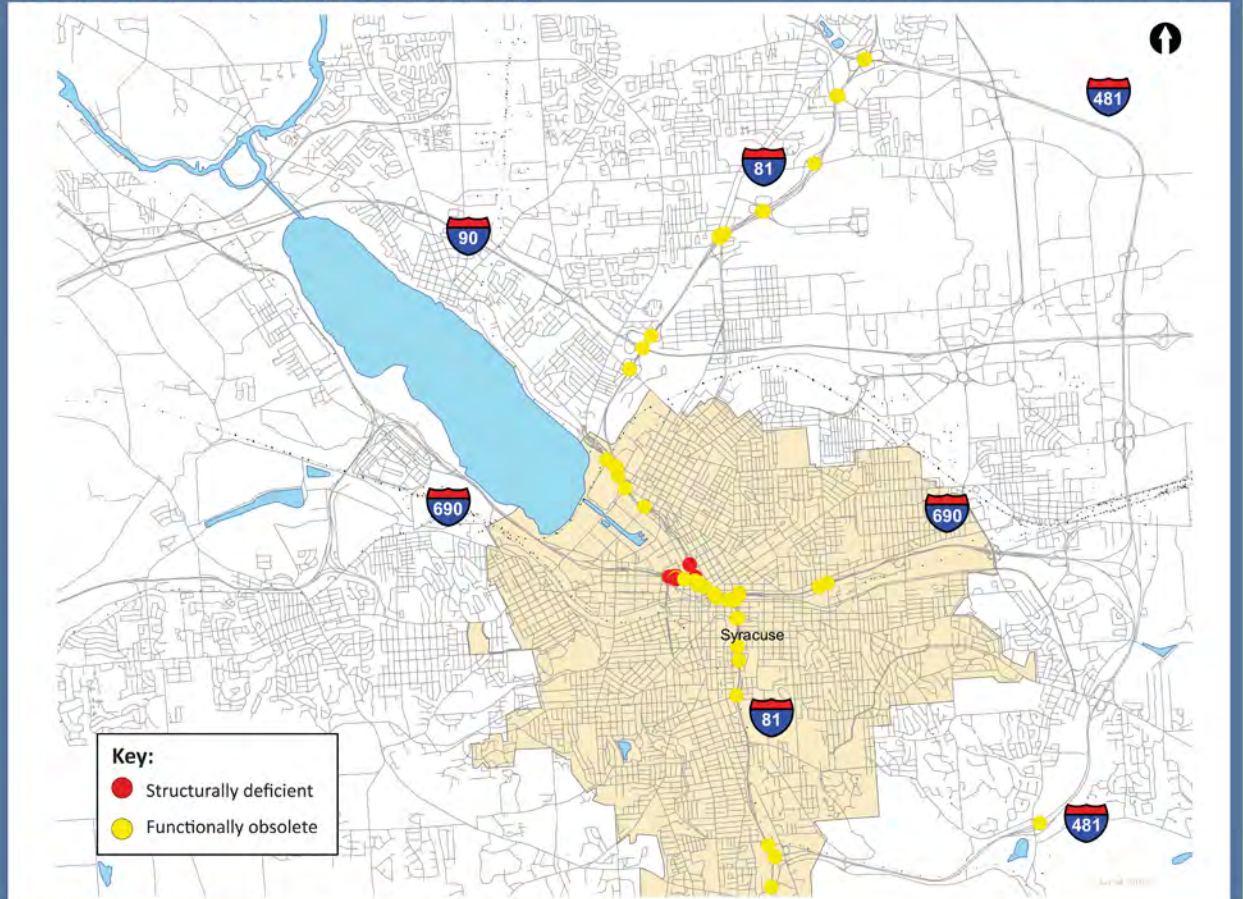 481
81
90
690
690
Syracuse
81
Key:
Structurally deficient
Functionally obsolete
481